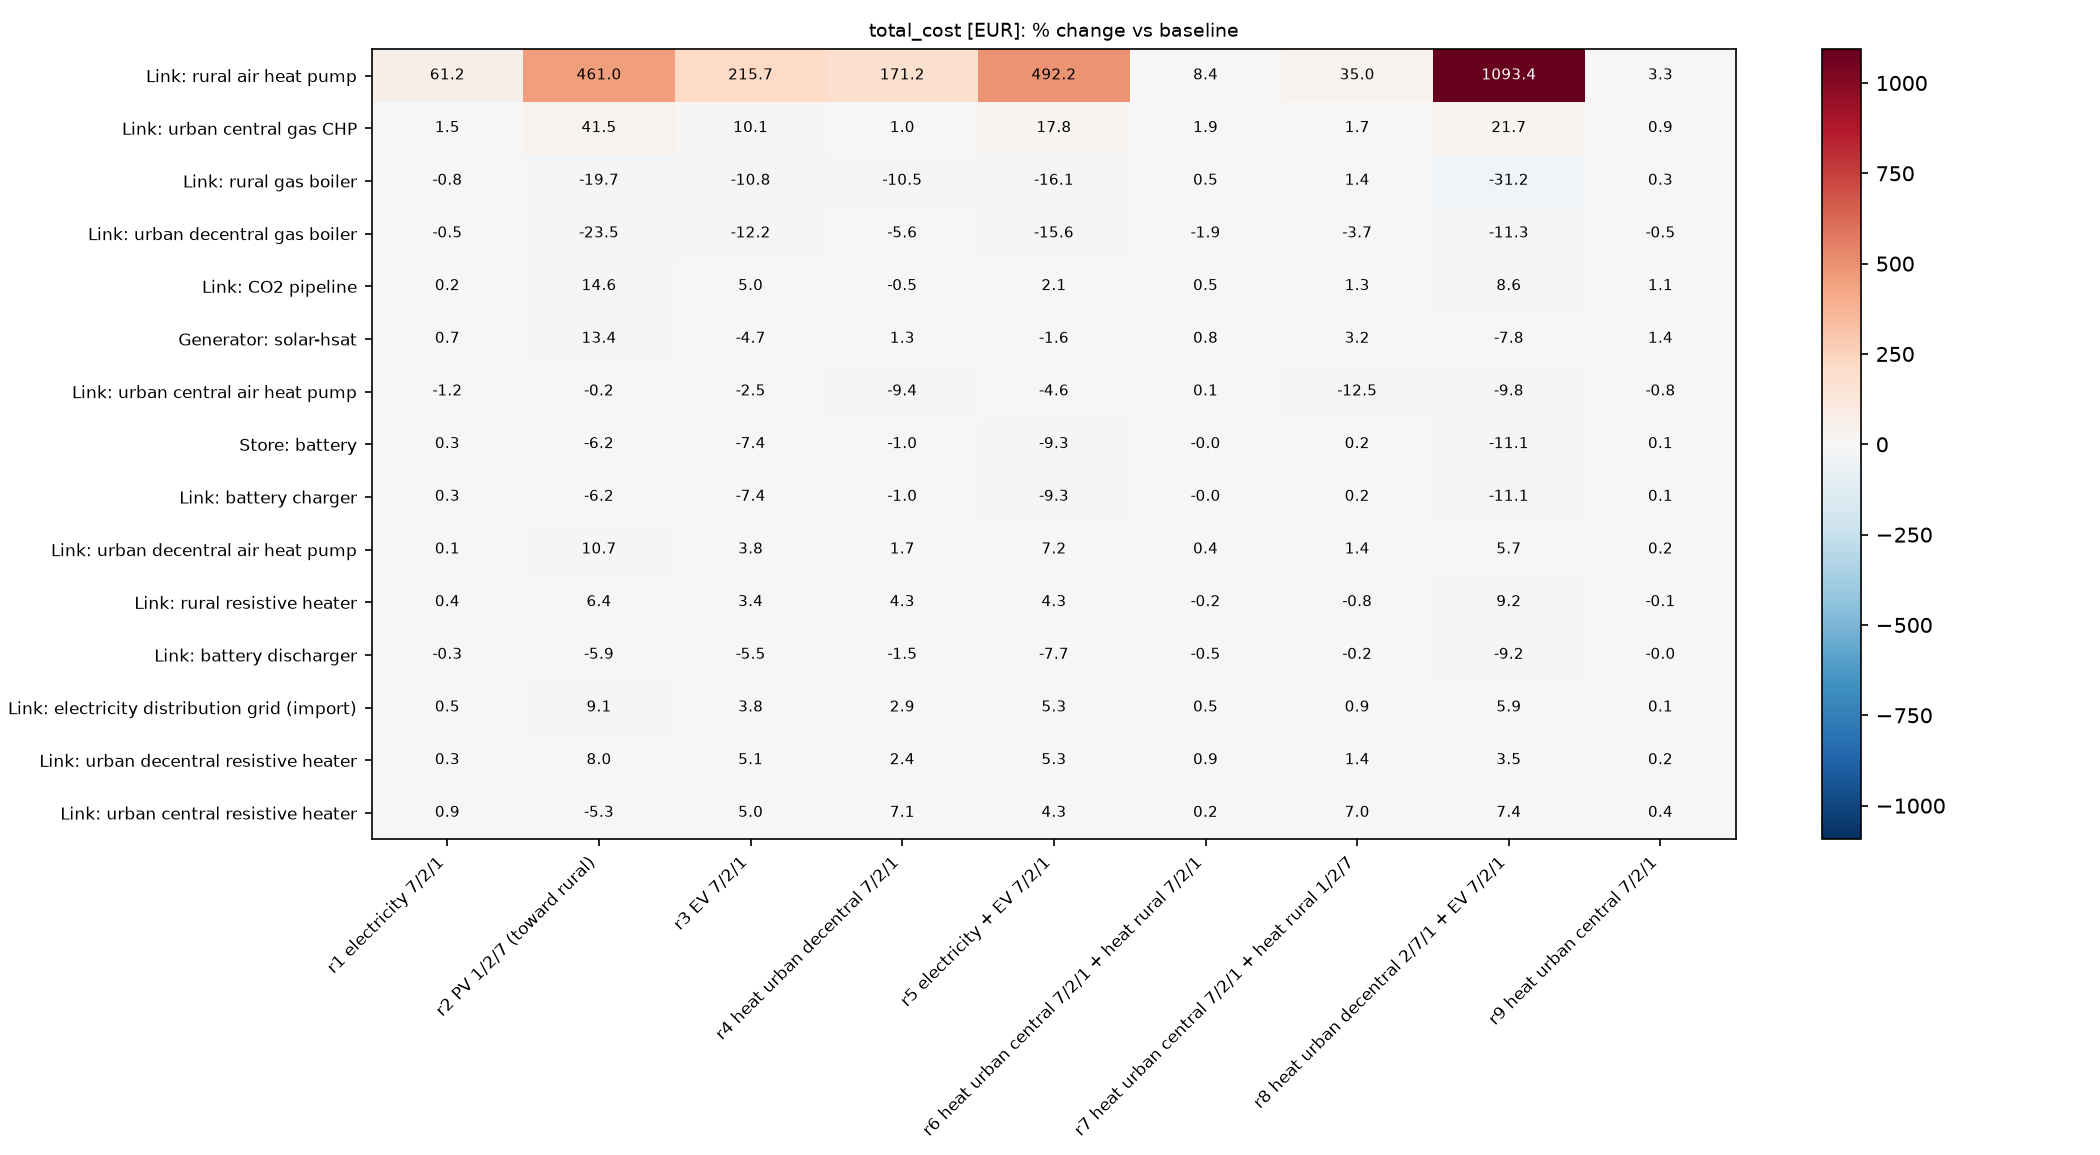 total_cost [EUR]: % change vs baseline
Link: rural air heat pump 61.2 461.0 215.7 171.2 492.2 8.4 35.0 1093.4 3.3
Link: urban central gas CHP 1.5 41.5 10.1 1.0 17.8 1.9 1.7 21.7 0.9
Link: rural gas boiler -0.8 -19.7 -10.8 -10.5 -16.1 0.5 1.4 -31.2 0.3
Link: urban decentral gas boiler -0.5 -23.5 -12.2 -5.6 -15.6 -1.9 -3.7 -11.3 -0.5
Link: CO2 pipeline 0.2 14.6 5.0 -0.5 2.1 0.5 1.3 8.6 1.1
Generator: solar-hsat 0.7 13.4 -4.7 1.3 -1.6 0.8 3.2 -7.8 1.4
Link: urban central air heat pump -1.2 -0.2 -2.5 -9.4 -4.6 0.1 -12.5 -9.8 -0.8
Store: battery 0.3 -6.2 -7.4 -1.0 -9.3 -0.0 0.2 -11.1 0.1
Link: battery charger 0.3 -6.2 -7.4 -1.0 -9.3 -0.0 0.2 -11.1 0.1
Link: urban decentral air heat pump 0.1 10.7 3.8 1.7 7.2 0.4 1.4 5.7 0.2
Link: rural resistive heater 0.4 6.4 3.4 4.3 4.3 -0.2 -0.8 9.2 -0.1
Link: battery discharger -0.3 -5.9 -5.5 -1.5 -7.7 -0.5 -0.2 -9.2 -0.0
Link: electricity distribution grid (import) 0.5 9.1 3.8 2.9 5.3 0.5 0.9 5.9 0.1
Link: urban decentral resistive heater 0.3 8.0 5.1 2.4 5.3 0.9 1.4 3.5 0.2
Link: urban central resistive heater 0.9 -5.3 5.0 7.1 4.3 0.2 7.0 7.4 0.4
r1 electricity 7/2/1
r2 PV 1/2/7 (toward rural)
r3 EV 7/2/1
r4 heat urban decentral 7/2/1
r5 electricity + EV 7/2/1
r6 heat urban central 7/2/1 + heat rural 7/2/1
r7 heat urban central 7/2/1 + heat rural 1/2/7
r8 heat urban decentral 2/7/1 + EV 7/2/1
r9 heat urban central 7/2/1
1000
750
500
250
0
−250
−500
−750
−1000